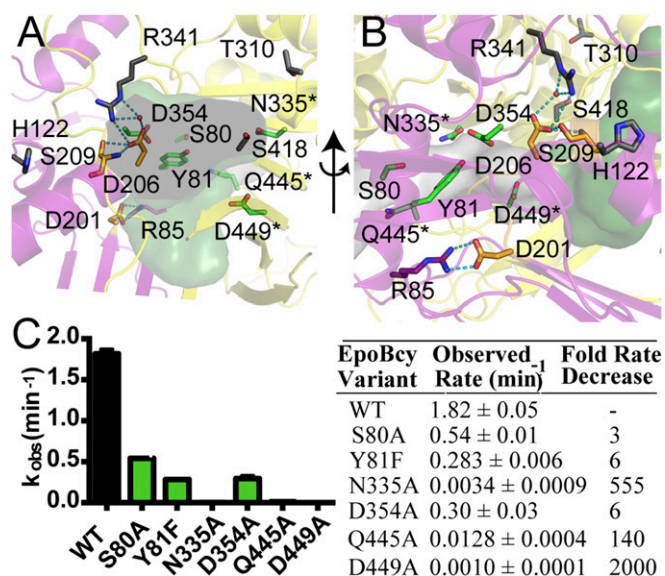 A
R341
T310
D354
N335*
S80
H122
S209
S418
D206
Y81
Q445*
D201
R85
D449*
B
R341
T310
D354
S418
N335*
D206
S209
S80
H122
Y81
D449*
Q445*
D201
R85
C
kobs(min-1)
2.0
1.5
1.0
0.5
0.0
WT
S80A
Y81F
N335A
D354A
Q445A
D449A
EpoBcy Observed Fold Rate
Variant Rate (min)-1 Decrease
WT 1.82 ± 0.05 -
S80A 0.54 ± 0.01 3
Y81F 0.283 ± 0.006 6
N335A 0.0034 ± 0.0009 555
D354A 0.30 ± 0.03 6
Q445A 0.0128 ± 0.0004 140
D449A 0.0010 ± 0.0001 2000